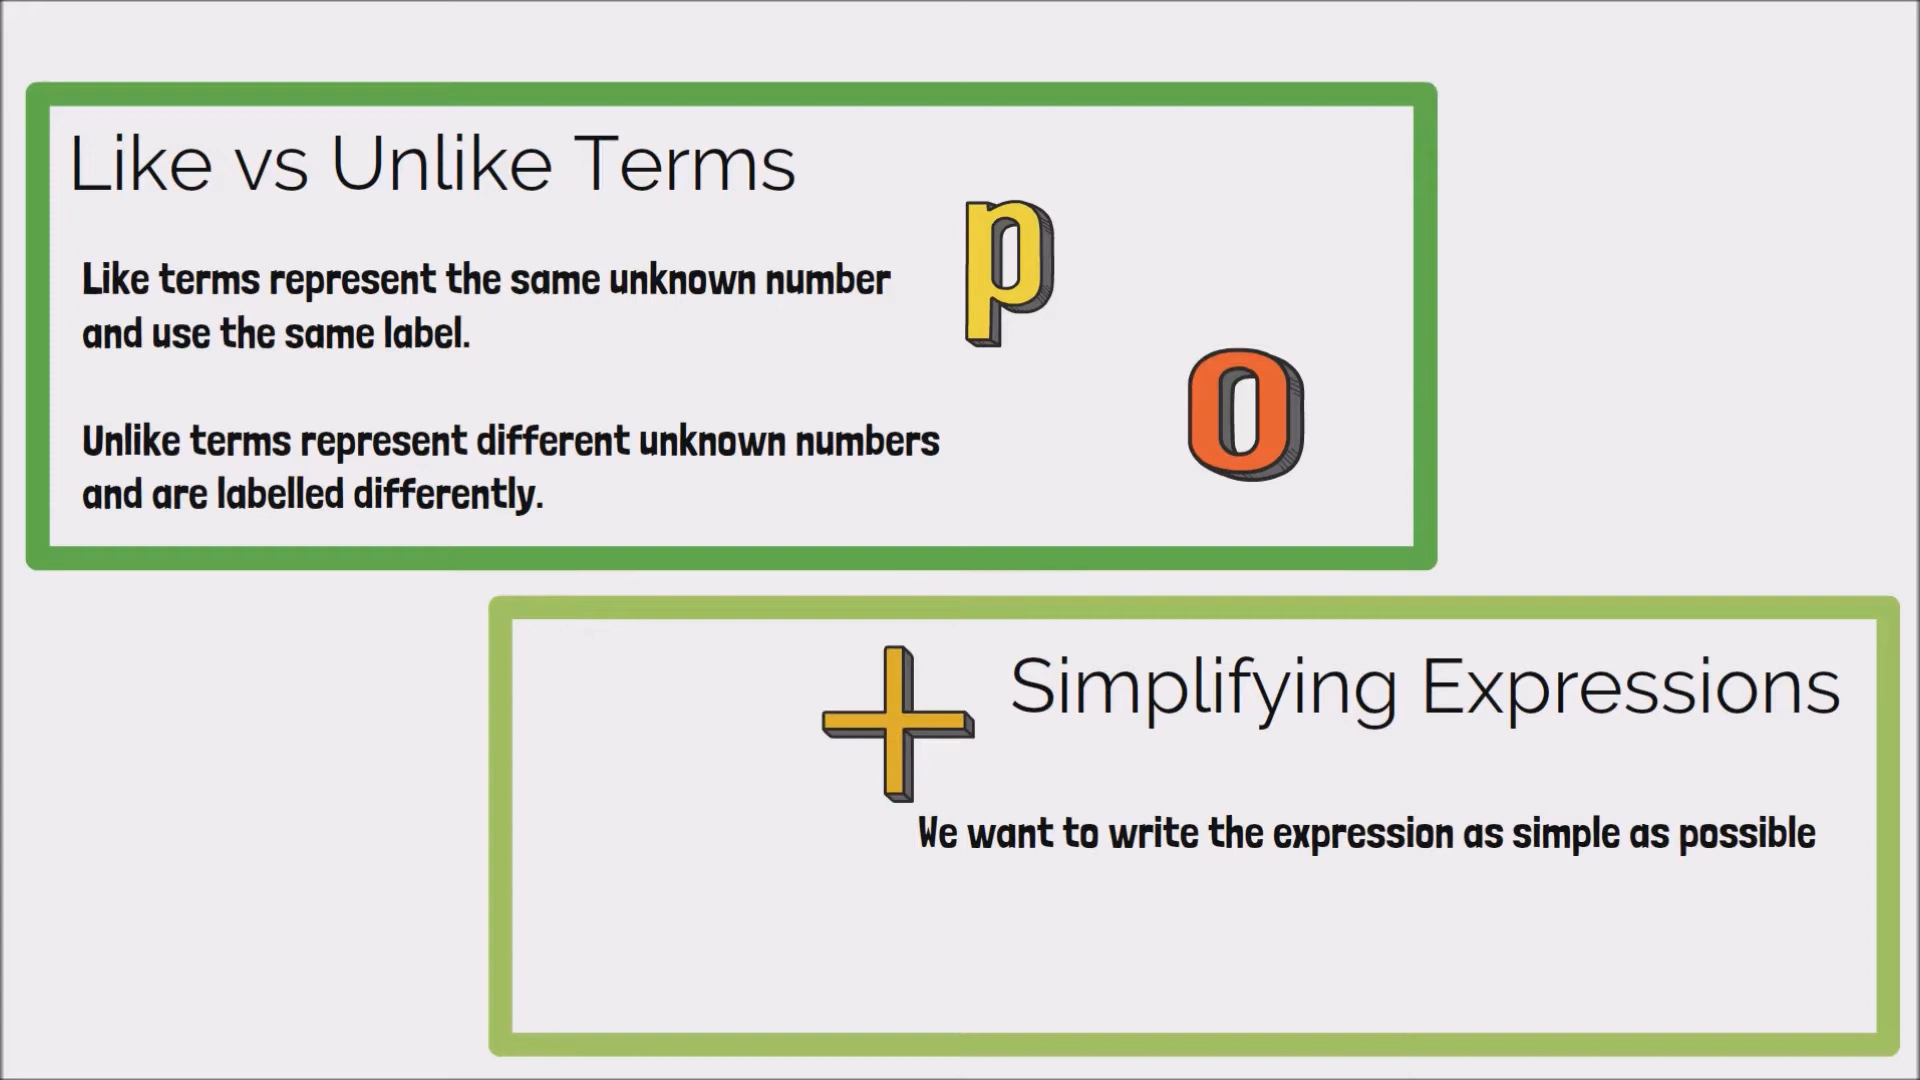 Like vs Unlike Terms
Like terms represent the same unknown number
and use the same label.
p
o
Unlike terms represent different unknown numbers
and are labelled differently.
+
Simplifying Expressions
We want to write the expression as simple as possible